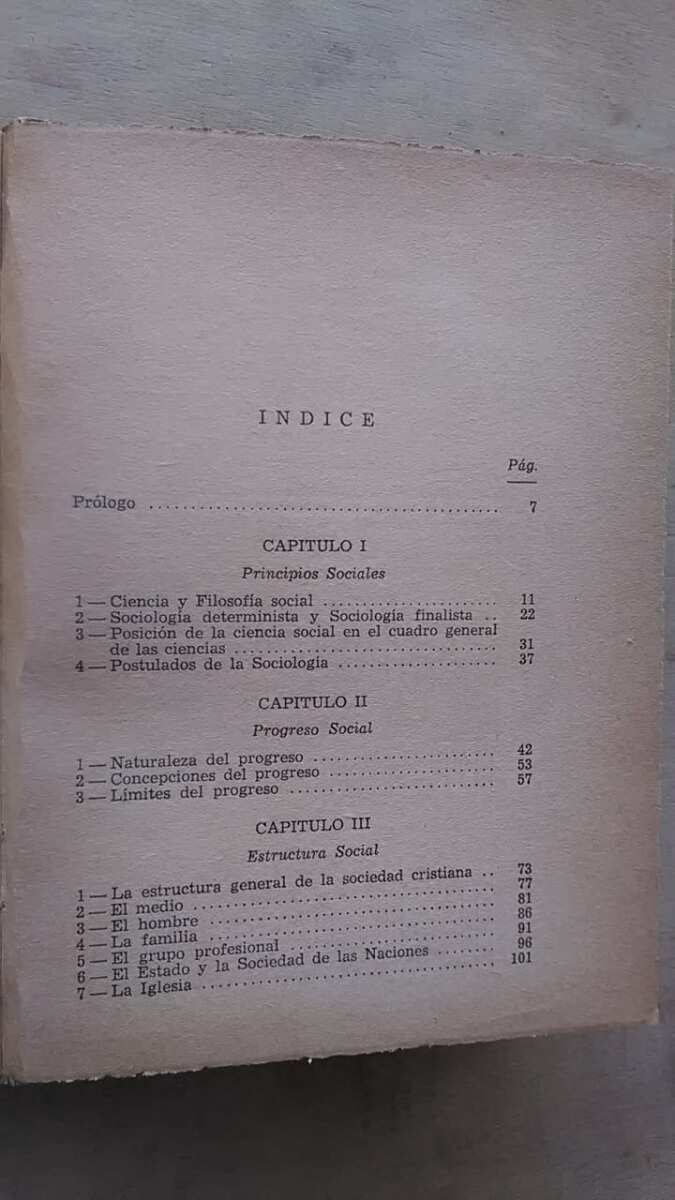 INDICE
Pág.
Prólogo ........................................ 7
CAPITULO I
Principios Sociales
1 — Ciencia y Filosofía social .................... 11
2 — Sociología determinista y Sociología finalista .. 22
3 — Posición de la ciencia social en el cuadro general
de las ciencias .............................. 31
4 — Postulados de la Sociología .................. 37
CAPITULO II
Progreso Social
1 — Naturaleza del progreso ..................... 42
2 — Concepciones del progreso ................... 53
3 — Límites del progreso ........................ 57
CAPITULO III
Estructura Social
1 — La estructura general de la sociedad cristiana .. 73
2 — El medio ................................... 77
3 — El hombre .................................. 81
4 — La familia ................................. 86
5 — El grupo profesional ........................ 91
6 — El Estado y la Sociedad de las Naciones ........ 96
7 — La Iglesia ................................. 101